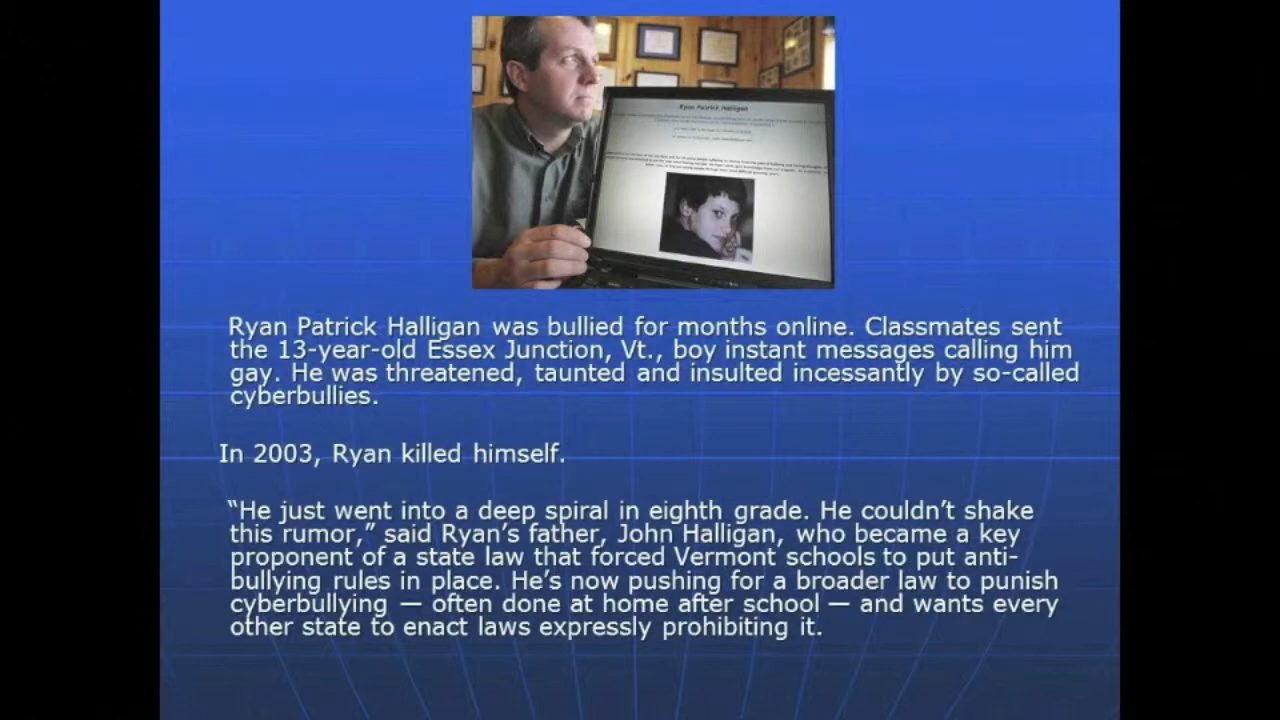 Ryan Patrick Halligan
Ryan Patrick Halligan was bullied for months online. Classmates sent
the 13-year-old Essex Junction, Vt., boy instant messages calling him
gay. He was threatened, taunted and insulted incessantly by so-called
cyberbullies.
In 2003, Ryan killed himself.
“He just went into a deep spiral in eighth grade. He couldn’t shake
this rumor,” said Ryan’s father, John Halligan, who became a key
proponent of a state law that forced Vermont schools to put anti-
bullying rules in place. He’s now pushing for a broader law to punish
cyberbullying — often done at home after school — and wants every
other state to enact laws expressly prohibiting it.